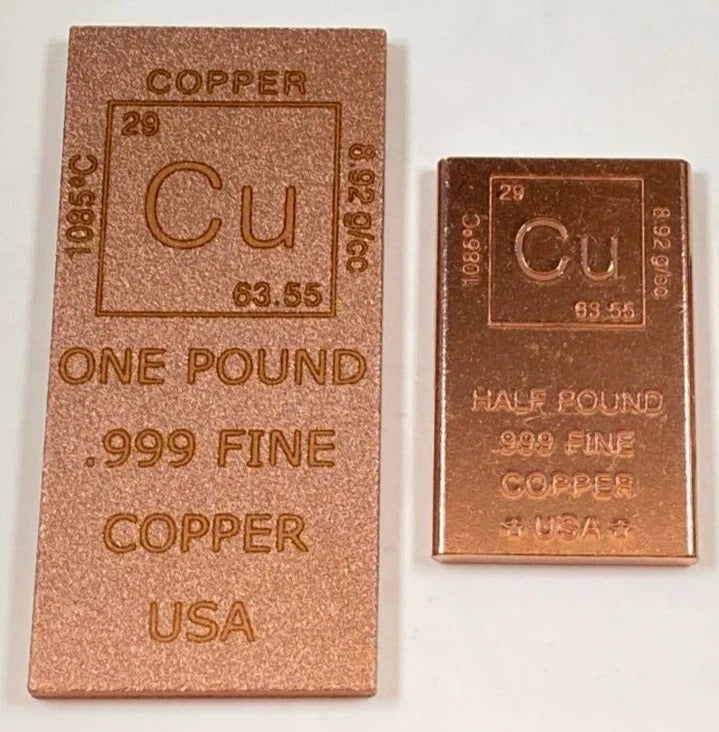 COPPER
29
Cu
63.55
1085°C
8.92 g/cc
ONE POUND
.999 FINE
COPPER
USA
29
Cu
63.55
1085°C
8.92 g/cc
HALF POUND
.999 FINE
COPPER
☆ USA ☆